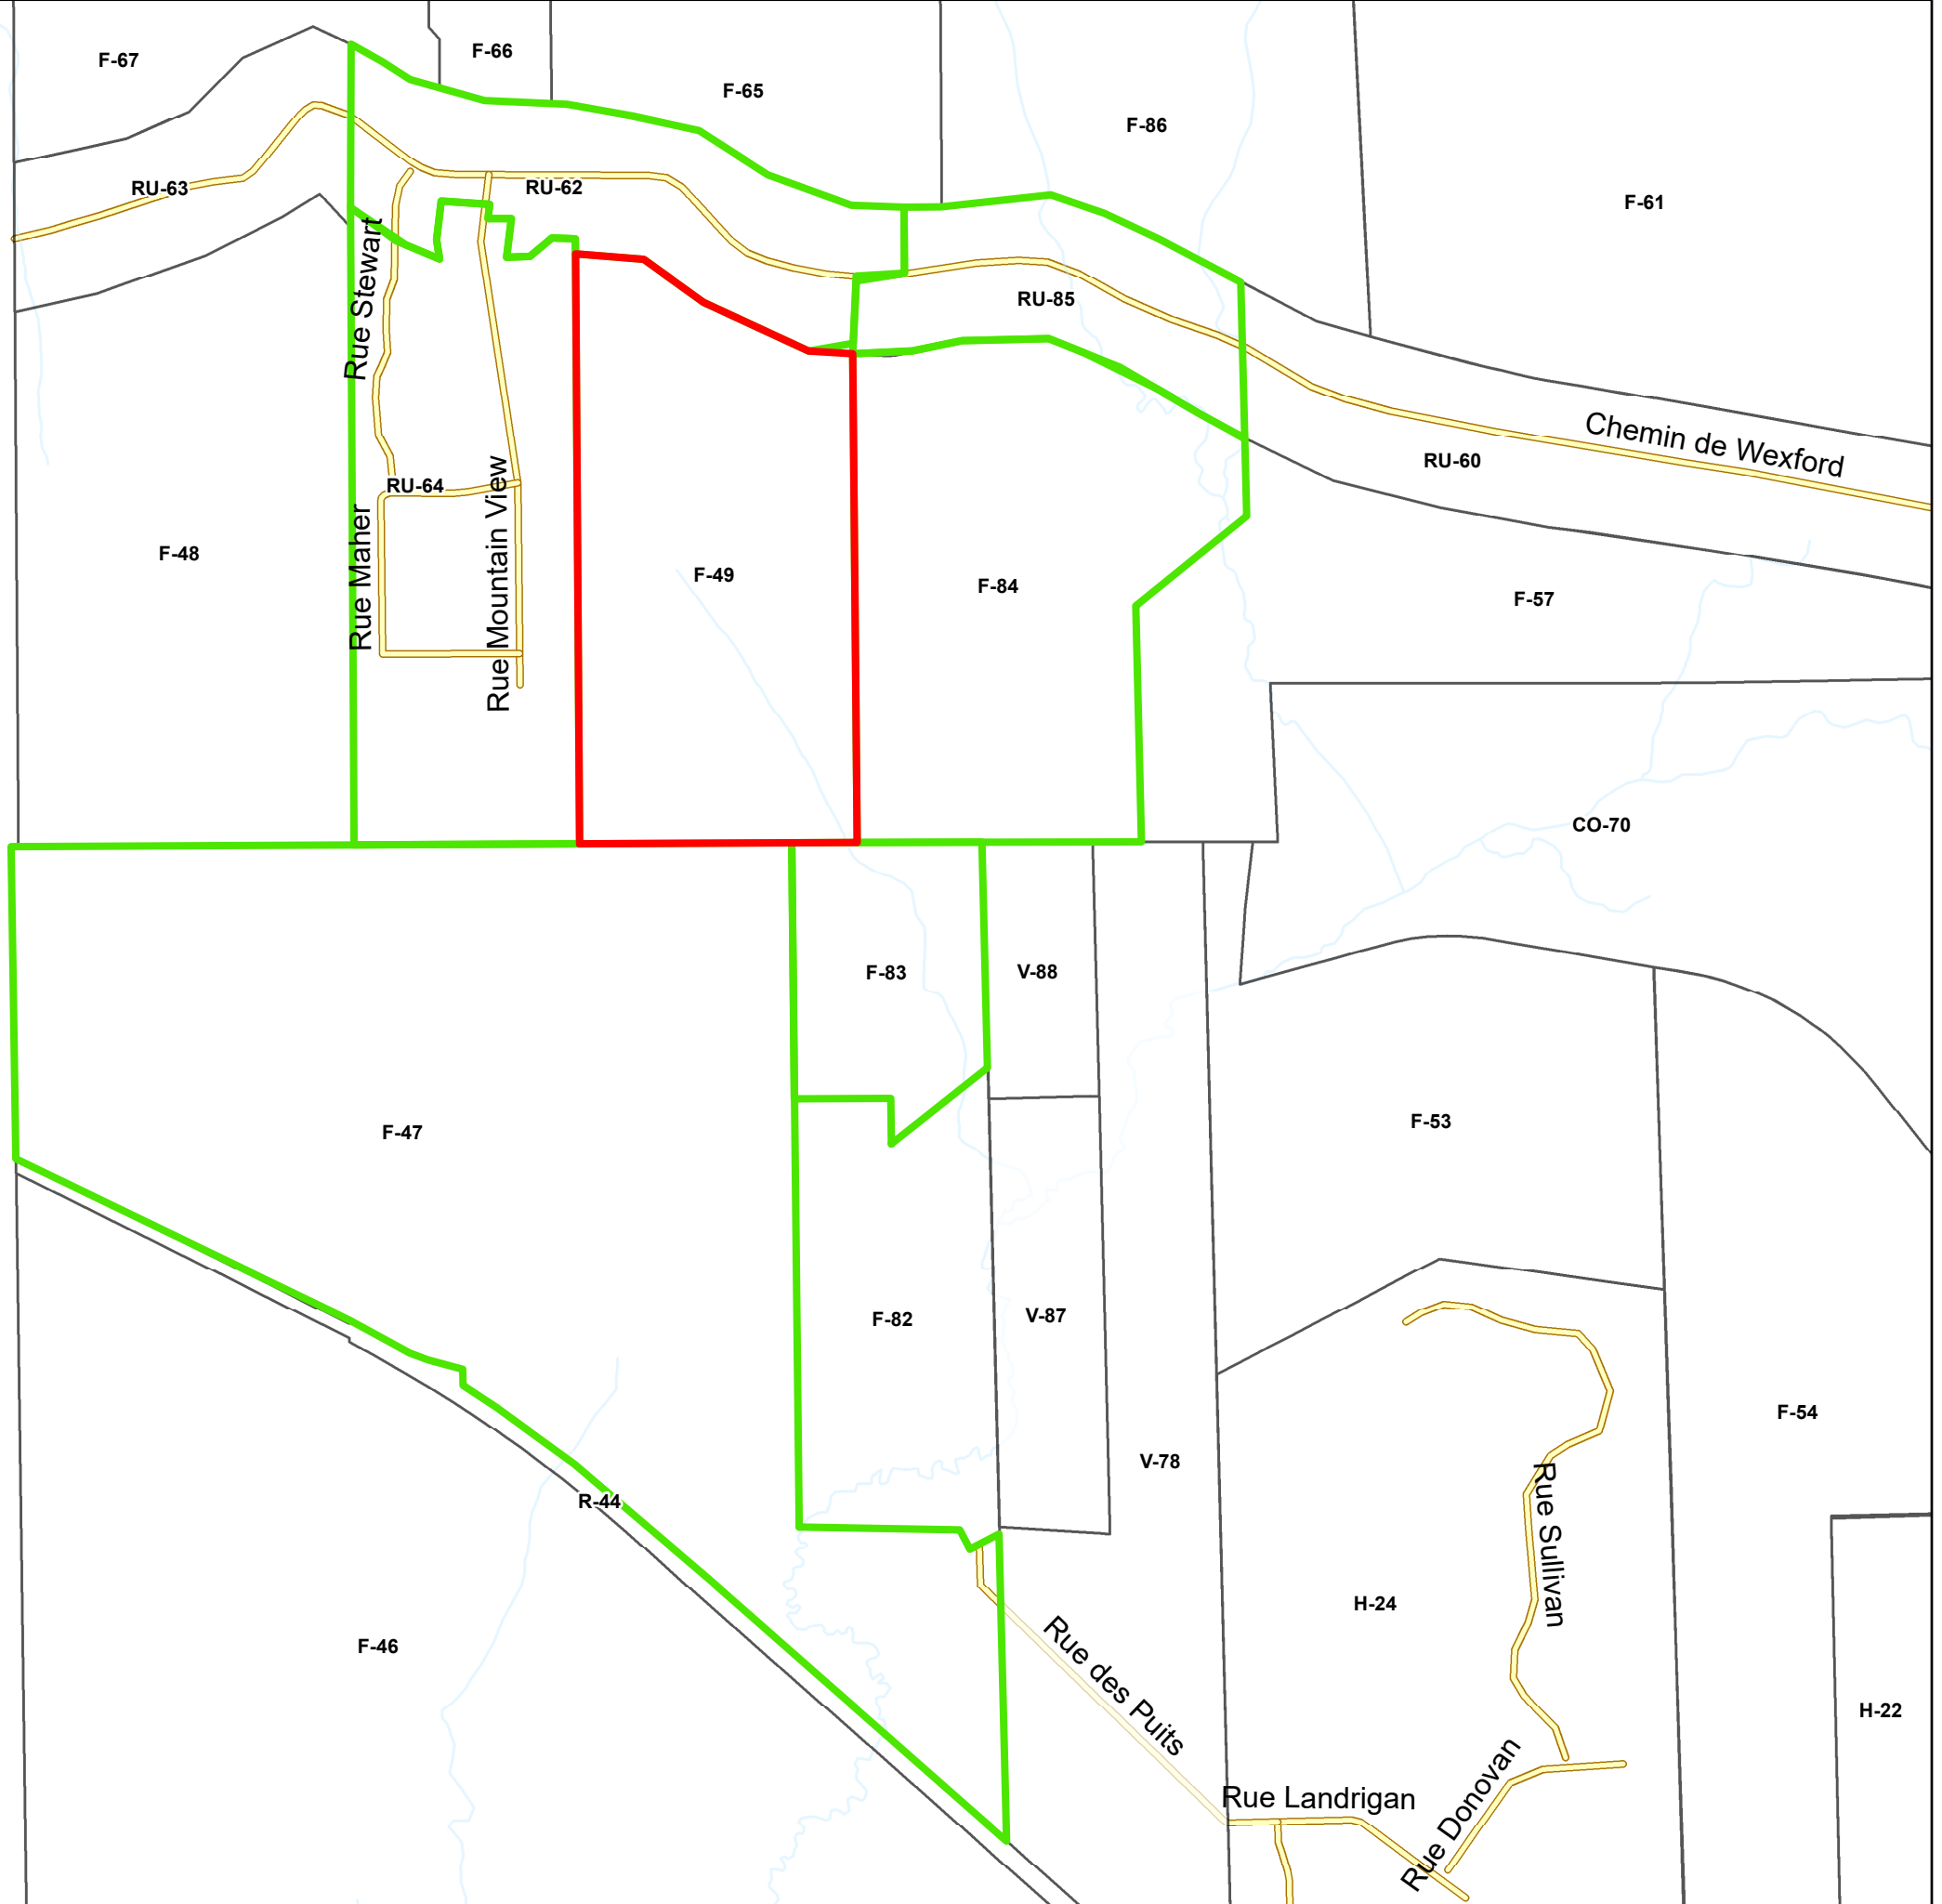 F-67
F-66
F-65
F-86
F-61
RU-63
RU-62
RU-85
Rue Stewart
Chemin de Wexford
RU-60
RU-64
Rue Maher
Rue Mountain View
F-48
F-49
F-84
F-57
CO-70
F-83
V-88
F-47
F-53
F-82
V-87
F-54
V-78
R-44
Rue Sullivan
H-24
F-46
Rue des Puits
H-22
Rue Landrigan
Rue Donovan